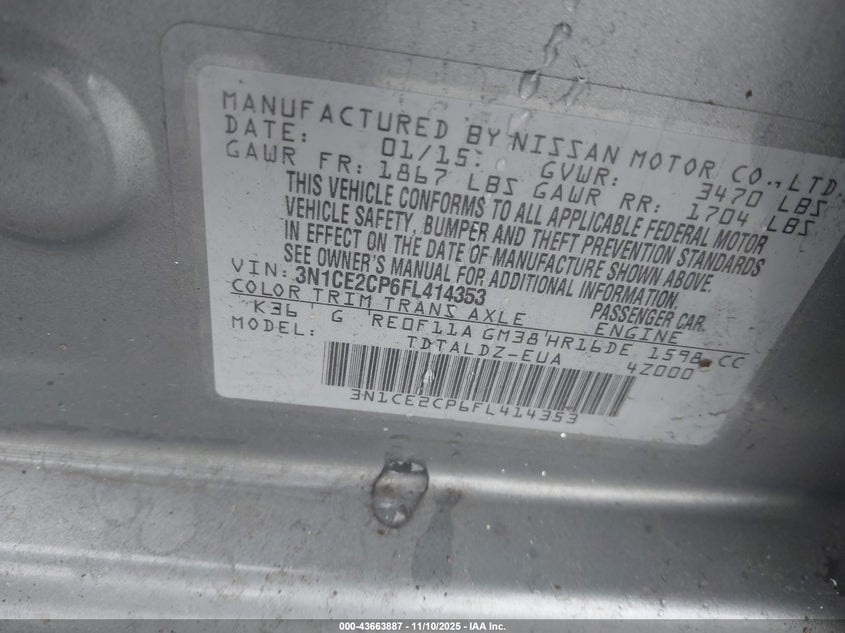 MANUFACTURED BY NISSAN MOTOR CO., LTD.
DATE: 01/15 GVWR: 3470 LBS
GAWR FR: 1867 LBS GAWR RR: 1704 LBS
THIS VEHICLE CONFORMS TO ALL APPLICABLE FEDERAL MOTOR
VEHICLE SAFETY, BUMPER AND THEFT PREVENTION STANDARDS
IN EFFECT ON THE DATE OF MANUFACTURE SHOWN ABOVE.
SEE OWNER'S MANUAL FOR ADDITIONAL INFORMATION.
VIN: 3N1CE2CP6FL414353 PASSENGER CAR.
COLOR TRIM TRANS AXLE ENGINE
K36 G RE0F11A GM38 HR16DE 1598 CC
MODEL: TDTALDZ-EUA 4Z000
3N1CE2CP6FL414353
000-43663887 - 11/10/2025 - IAA Inc.